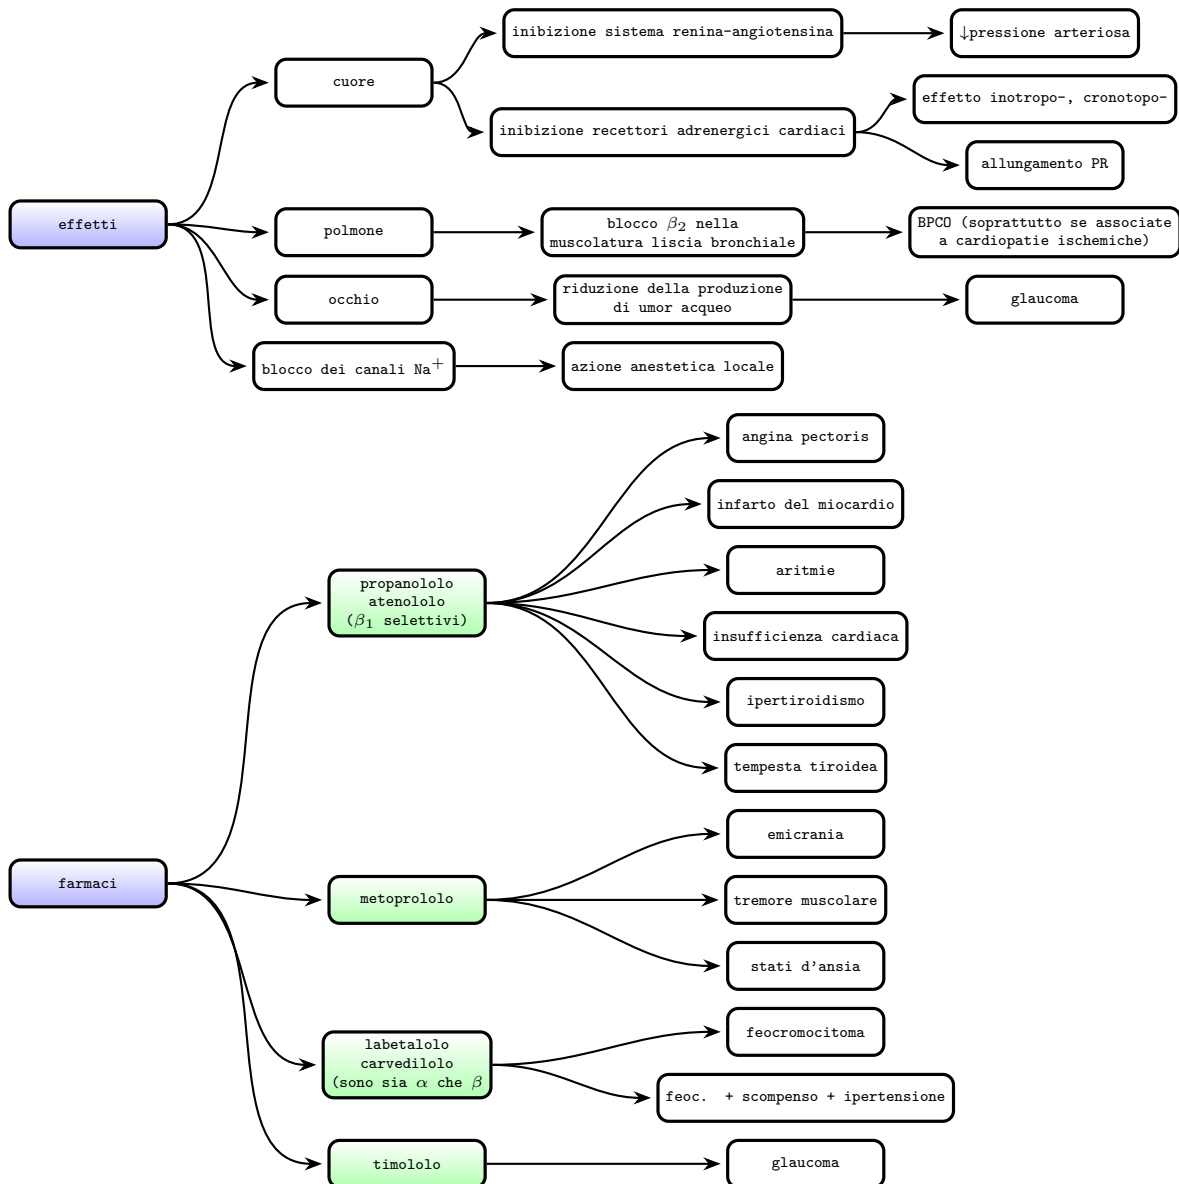 effetti
cuore
inibizione sistema renina-angiotensina
↓pressione arteriosa
inibizione recettori adrenergici cardiaci
effetto inotropo-, cronotopo-
allungamento PR
polmone
blocco β₂ nella
muscolatura liscia bronchiale
BPCO (soprattutto se associate
a cardiopatie ischemiche)
occhio
riduzione della produzione
di umor acqueo
glaucoma
blocco dei canali Na⁺
azione anestetica locale
farmaci
propanololo
atenololo
(β₁ selettivi)
angina pectoris
infarto del miocardio
aritmie
insufficienza cardiaca
ipertiroidismo
tempesta tiroidea
metoprololo
emicrania
tremore muscolare
stati d'ansia
labetalolo
carvedilolo
(sono sia α che β
feocromocitoma
feoc. + scompenso + ipertensione
timololo
glaucoma